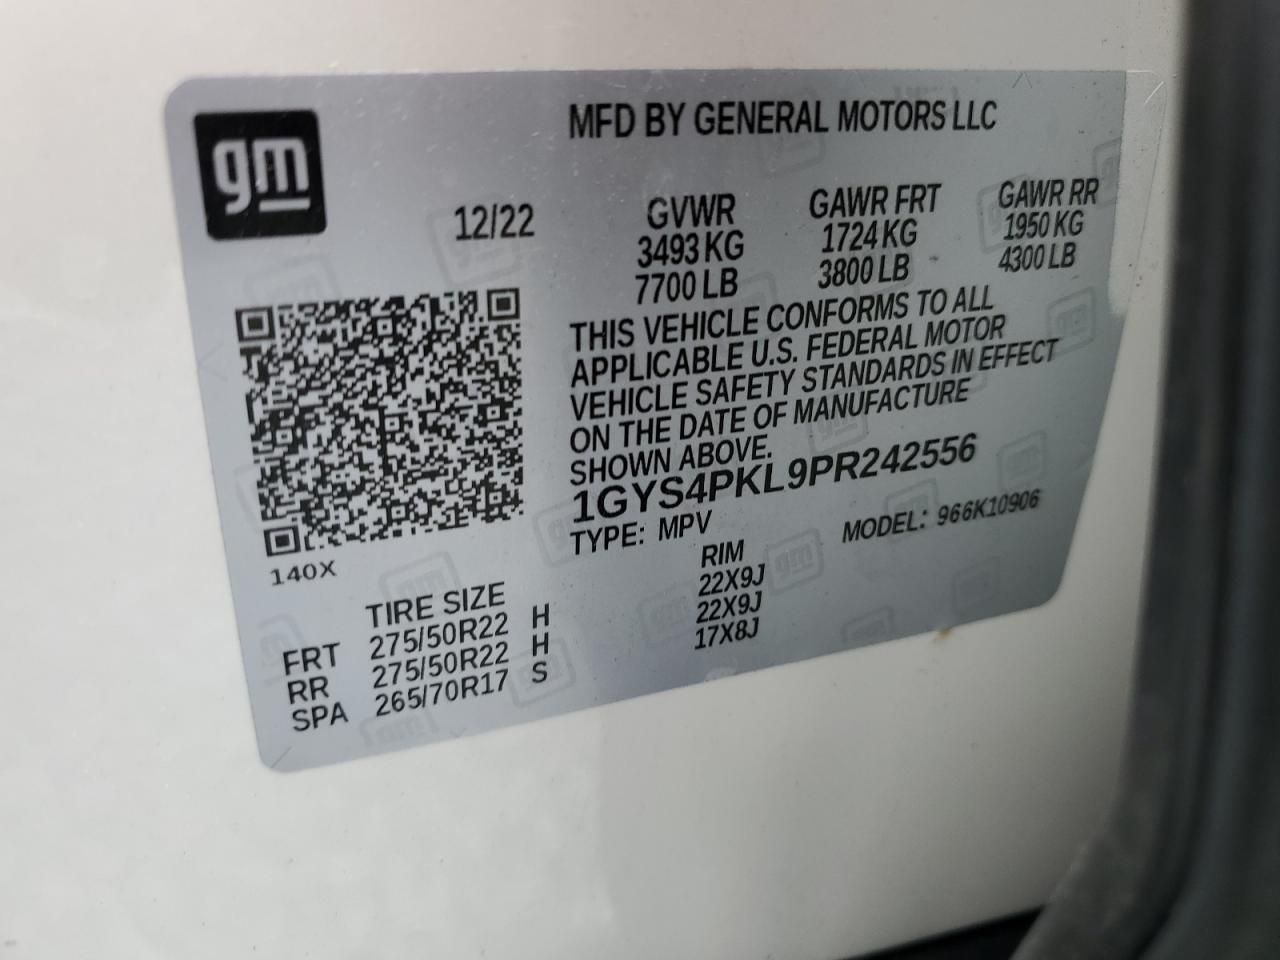 gm
MFD BY GENERAL MOTORS LLC
12/22
GVWR GAWR FRT GAWR RR
3493 KG 1724 KG 1950 KG
7700 LB 3800 LB 4300 LB
THIS VEHICLE CONFORMS TO ALL
APPLICABLE U.S. FEDERAL MOTOR
VEHICLE SAFETY STANDARDS IN EFFECT
ON THE DATE OF MANUFACTURE
SHOWN ABOVE.
1GYS4PKL9PR242556
TYPE: MPV MODEL: 966K10906
140X
TIRE SIZE RIM
FRT 275/50R22 H 22X9J
RR 275/50R22 H 22X9J
SPA 265/70R17 S 17X8J